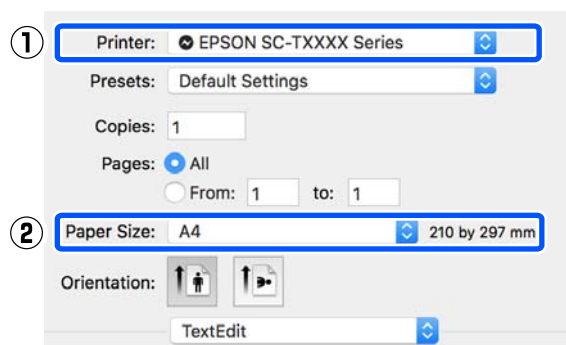 ① Printer: EPSON SC-TXXXX Series
Presets: Default Settings
Copies: 1
Pages: All
From: 1 to: 1
② Paper Size: A4 210 by 297 mm
Orientation:
TextEdit